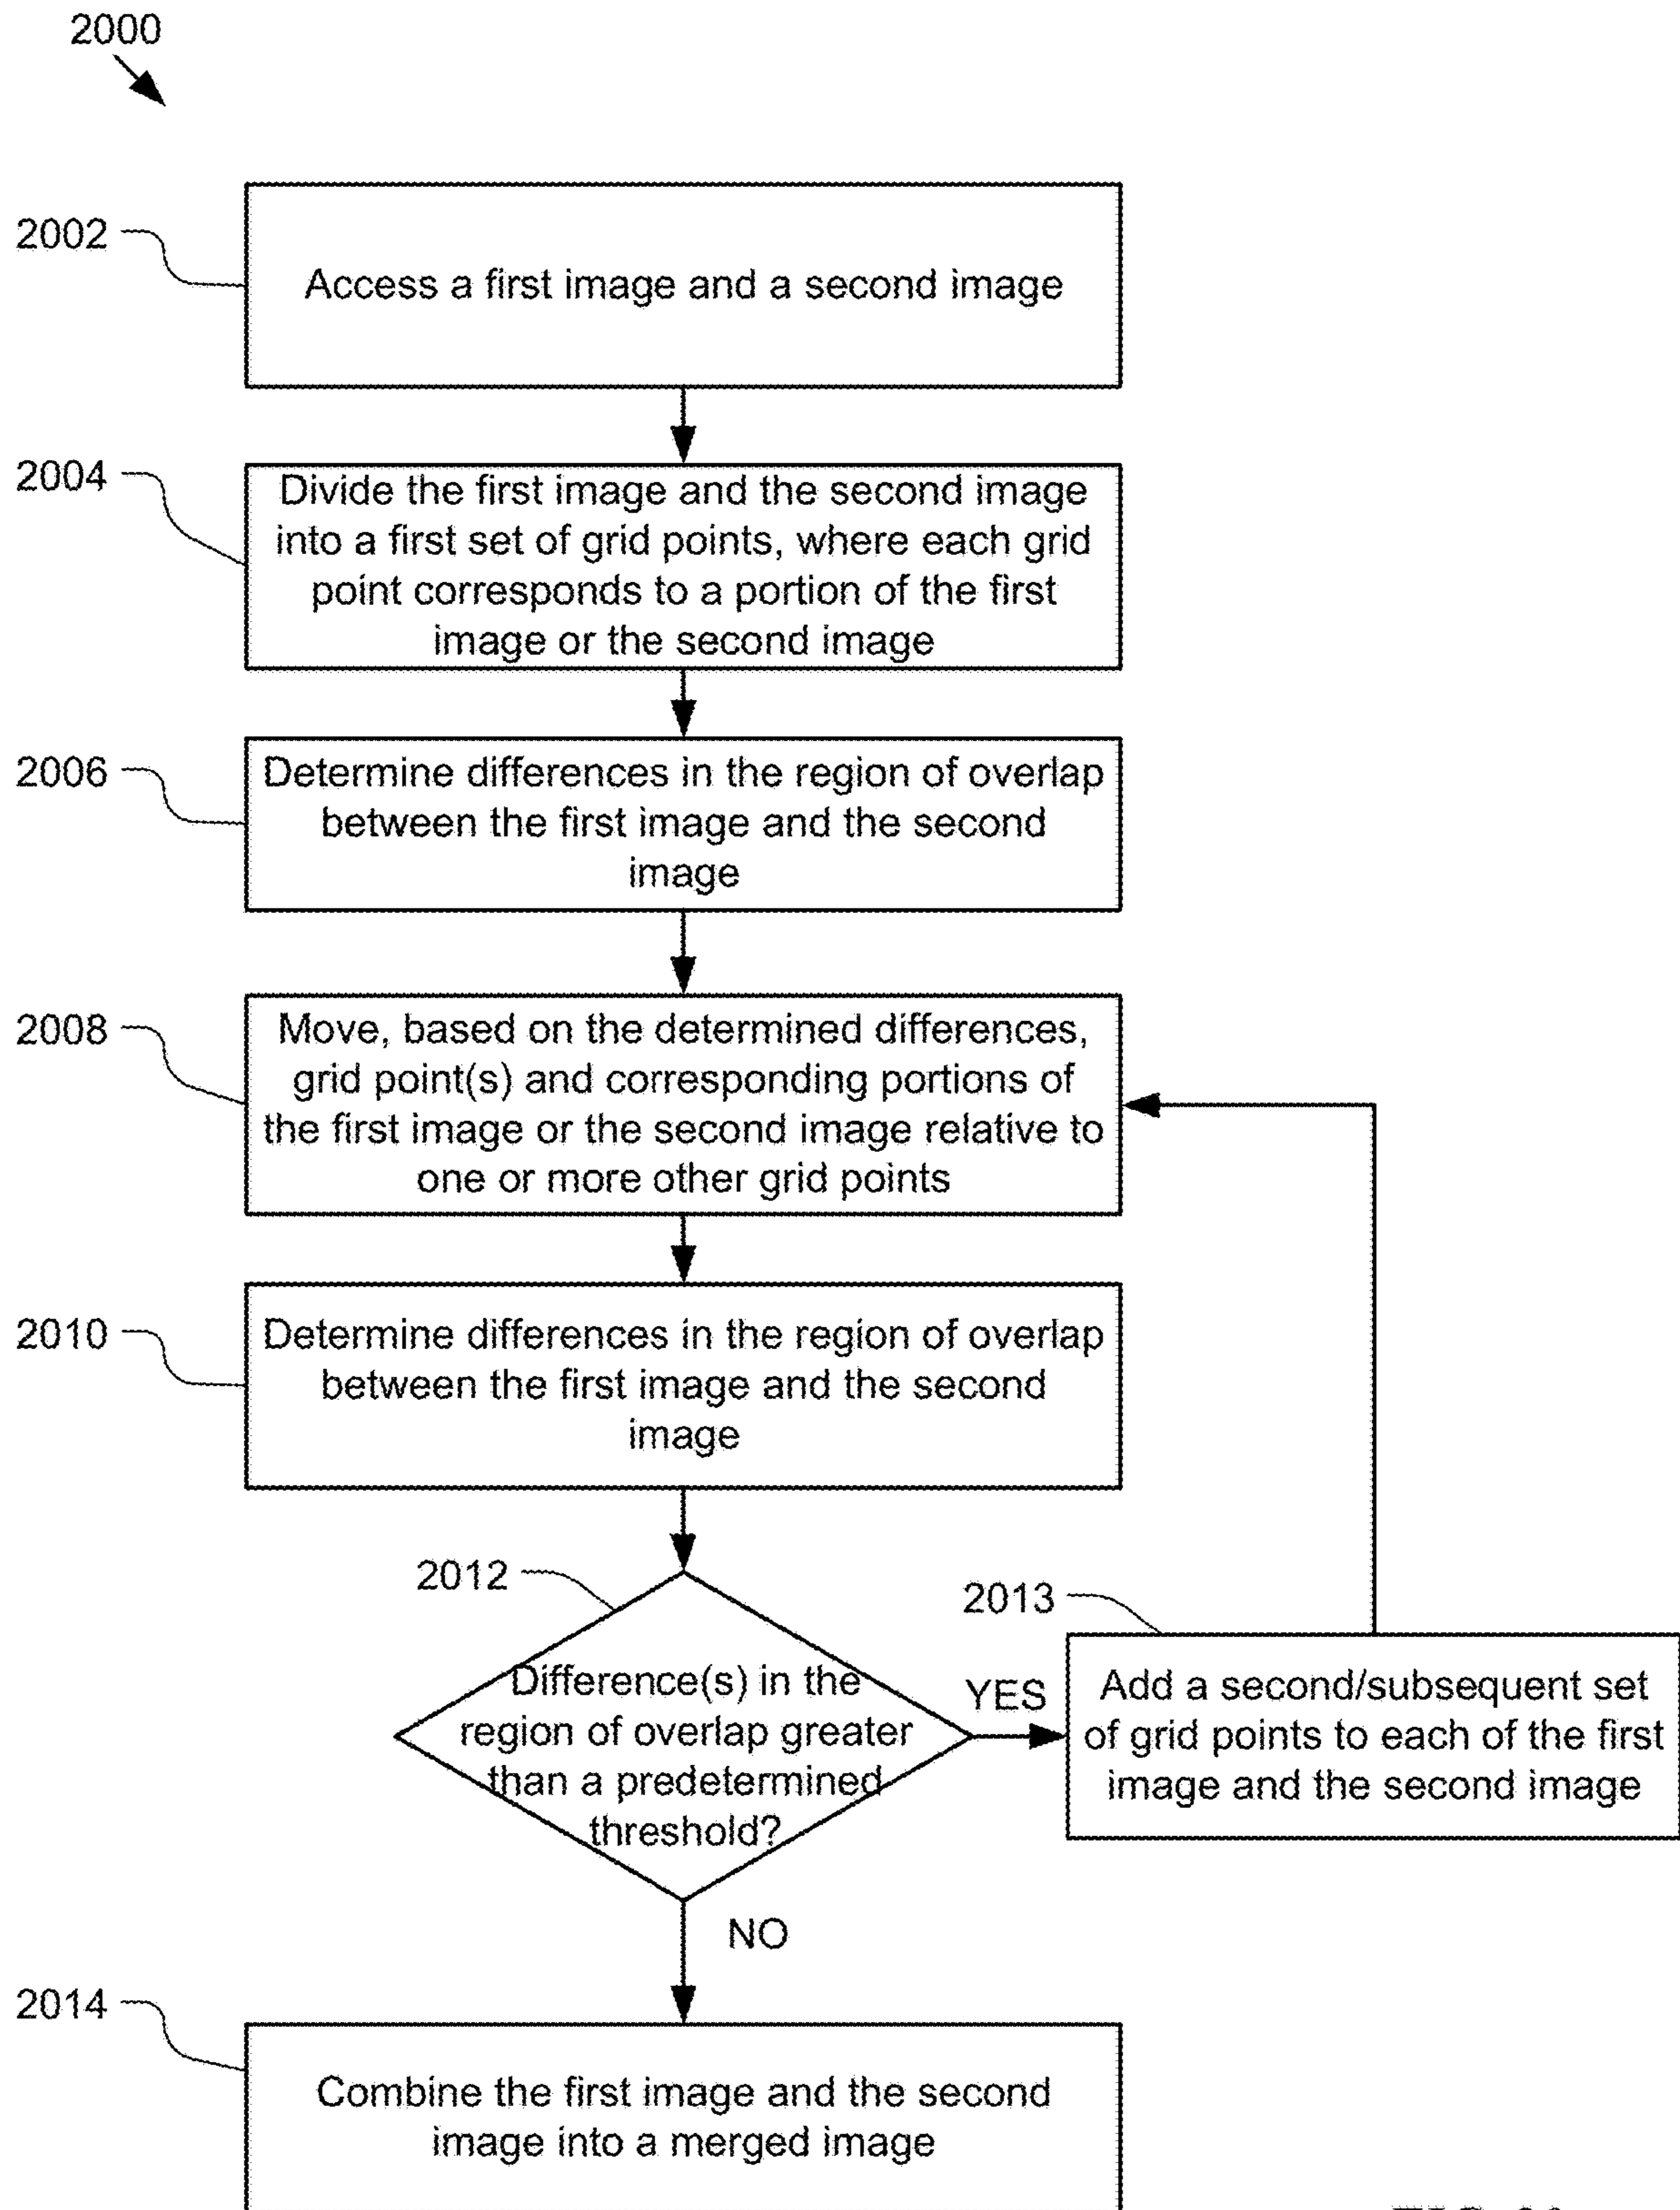 2000
2002
Access a first image and a second image
2004
Divide the first image and the second image
into a first set of grid points, where each grid
point corresponds to a portion of the first
image or the second image
2006
Determine differences in the region of overlap
between the first image and the second
image
2008
Move, based on the determined differences,
grid point(s) and corresponding portions of
the first image or the second image relative to
one or more other grid points
2010
Determine differences in the region of overlap
between the first image and the second
image
2012
Difference(s) in the
region of overlap greater
than a predetermined
threshold?
YES
2013
Add a second/subsequent set
of grid points to each of the first
image and the second image
NO
2014
Combine the first image and the second
image into a merged image